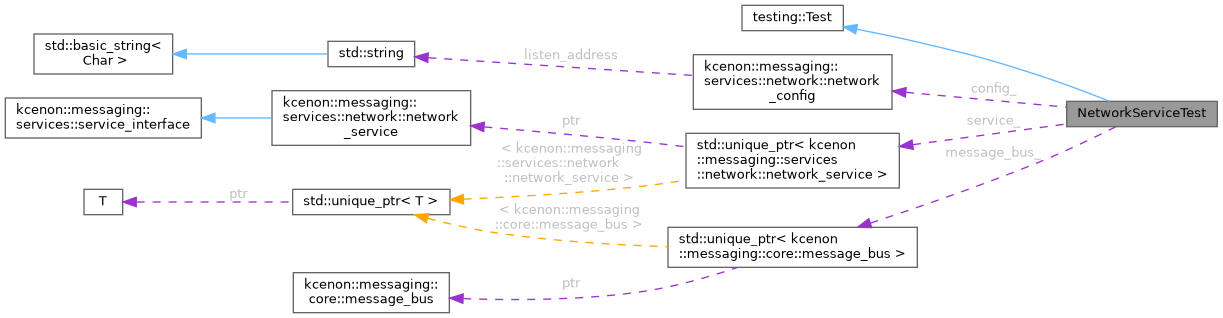 testing::Test
std::basic_string<
Char >
std::string
listen_address
kcenon::messaging::
services::network::network
_config
config_
NetworkServiceTest
kcenon::messaging::
services::service_interface
kcenon::messaging::
services::network::network
_service
ptr
service_
std::unique_ptr< kcenon
::messaging::services
::network::network_service >
message_bus_
< kcenon::messaging
::services::network
::network_service >
T
ptr
std::unique_ptr< T >
< kcenon::messaging
::core::message_bus >
std::unique_ptr< kcenon
::messaging::core::message_bus >
kcenon::messaging::
core::message_bus
ptr